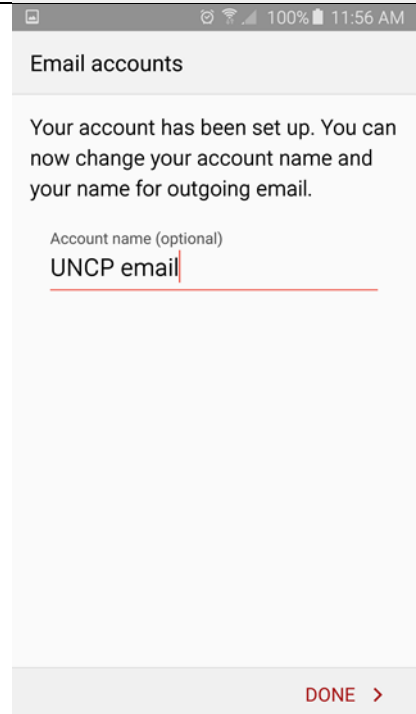 100% 11:56 AM
Email accounts
Your account has been set up. You can
now change your account name and
your name for outgoing email.
Account name (optional)
UNCP email
DONE >